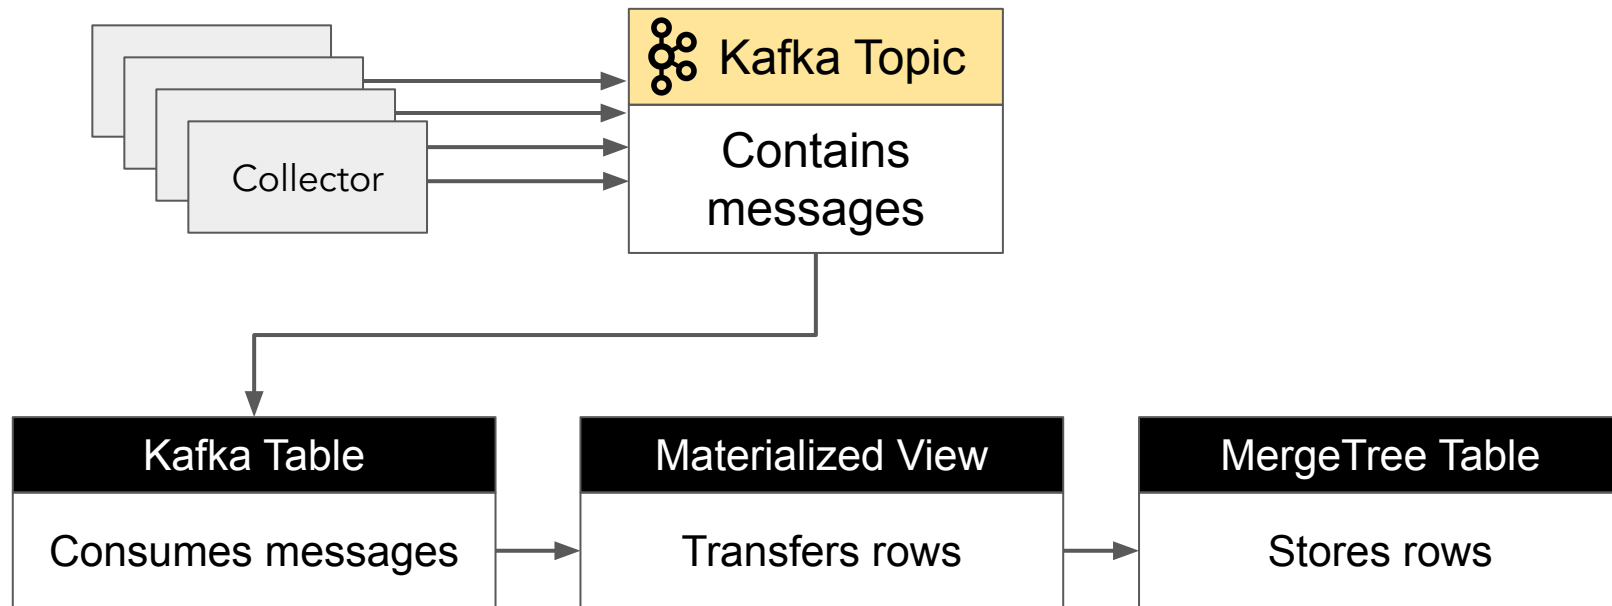 Kafka Topic
Contains
messages
Collector
Kafka Table
Consumes messages
Materialized View
Transfers rows
MergeTree Table
Stores rows